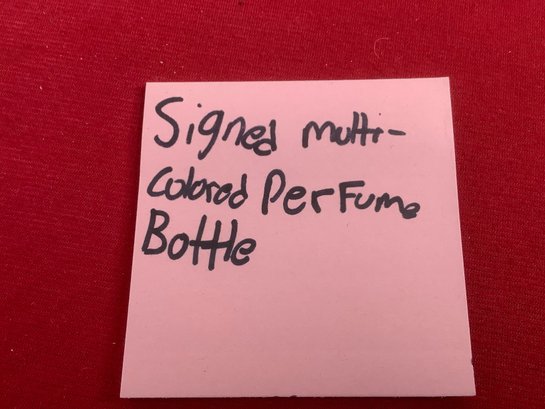 Signed multi-
colored Perfume
Bottle